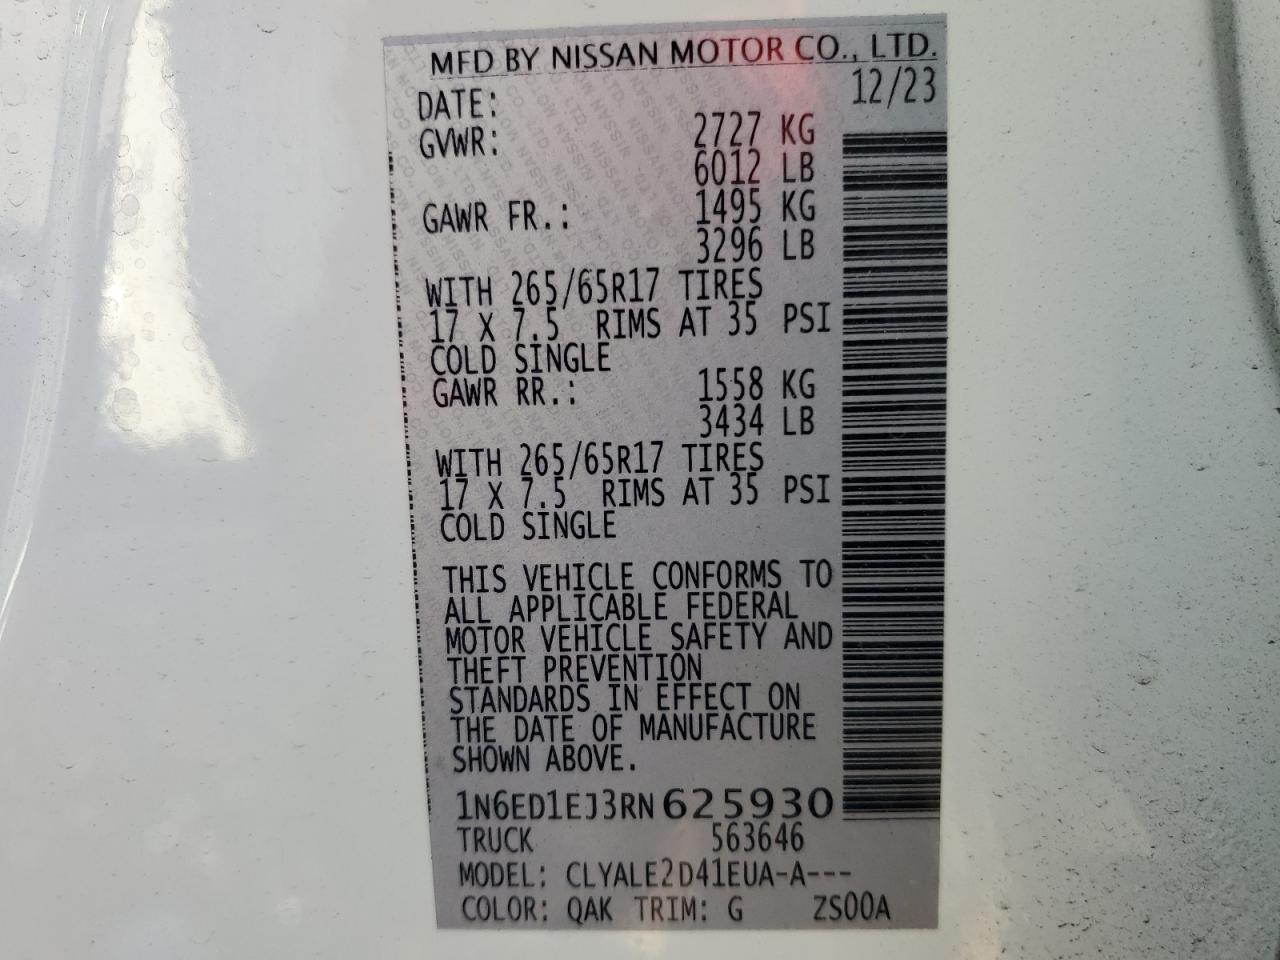 MFD BY NISSAN MOTOR CO., LTD.
DATE: 12/23
GVWR: 2727 KG
6012 LB
GAWR FR.: 1495 KG
3296 LB
WITH 265/65R17 TIRES
17 X 7.5 RIMS AT 35 PSI
COLD SINGLE
GAWR RR.: 1558 KG
3434 LB
WITH 265/65R17 TIRES
17 X 7.5 RIMS AT 35 PSI
COLD SINGLE
THIS VEHICLE CONFORMS TO
ALL APPLICABLE FEDERAL
MOTOR VEHICLE SAFETY AND
THEFT PREVENTION
STANDARDS IN EFFECT ON
THE DATE OF MANUFACTURE
SHOWN ABOVE.
1N6ED1EJ3RN625930
TRUCK 563646
MODEL: CLYALE2D41EUA-A---
COLOR: QAK TRIM: G ZS00A